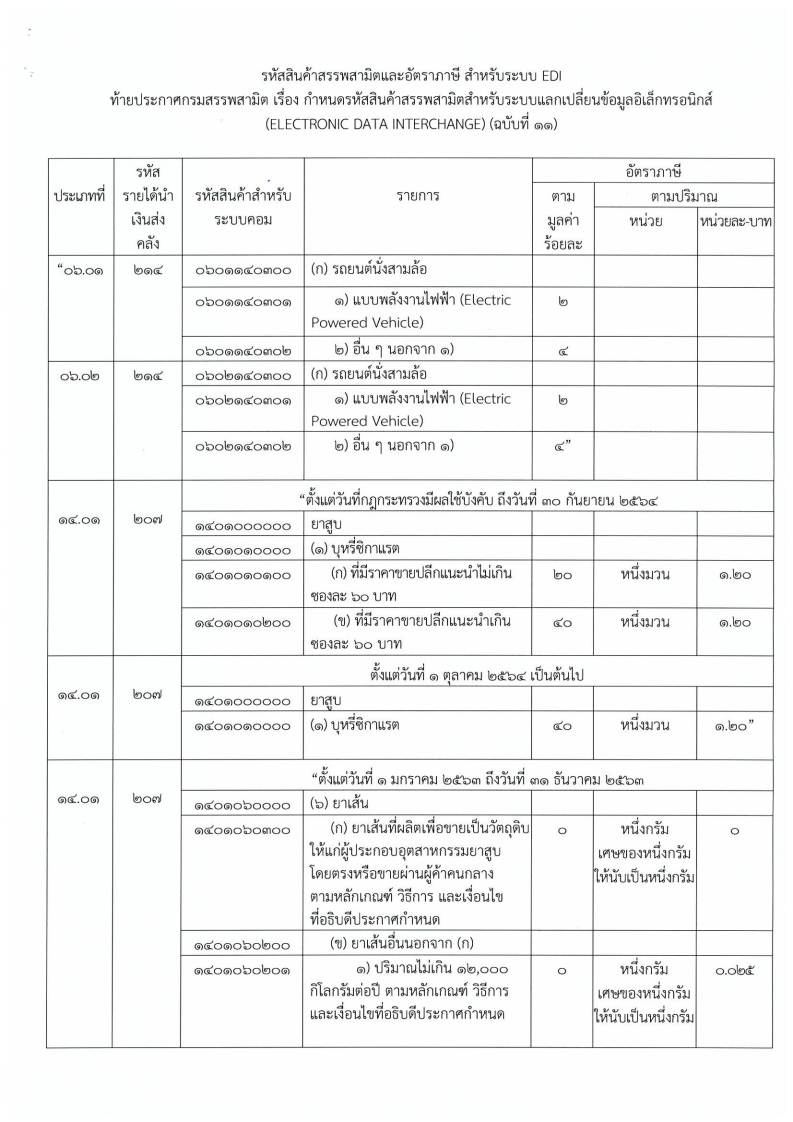 รหัสสินค้าสรรพสามิตและอัตราภาษี สำหรับระบบ EDI
ท้ายประกาศกรมสรรพสามิต เรื่อง กำหนดรหัสสินค้าสรรพสามิตสำหรับระบบแลกเปลี่ยนข้อมูลอิเล็กทรอนิกส์
(ELECTRONIC DATA INTERCHANGE) (ฉบับที่ ๑๑)
ประเภทที่ รหัส รหัสสินค้าสำหรับ รายการ อัตราภาษี
รายได้นำ ระบบคอม ตาม ตามปริมาณ
เงินส่ง มูลค่า หน่วย หน่วยละ-บาท
คลัง ร้อยละ
“๐๖.๐๑ ๒๑๔ ๐๖๐๑๑๔๐๓๐๐ (ก) รถยนต์นั่งสามล้อ
๐๖๐๑๑๔๐๓๐๑ ๑) แบบพลังงานไฟฟ้า (Electric ๒
Powered Vehicle)
๐๖๐๑๑๔๐๓๐๒ ๒) อื่น ๆ นอกจาก ๑) ๔
๐๖.๐๒ ๒๑๔ ๐๖๐๒๑๔๐๓๐๐ (ก) รถยนต์นั่งสามล้อ
๐๖๐๒๑๔๐๓๐๑ ๑) แบบพลังงานไฟฟ้า (Electric ๒
Powered Vehicle)
๐๖๐๒๑๔๐๓๐๒ ๒) อื่น ๆ นอกจาก ๑) ๔”
“ตั้งแต่วันที่กฎกระทรวงมีผลใช้บังคับ ถึงวันที่ ๓๐ กันยายน ๒๕๖๔
๑๔.๐๑ ๒๐๗ ๑๔๐๑๐๐๐๐๐๐ ยาสูบ
๑๔๐๑๐๑๐๐๐๐ (๑) บุหรี่ซิกาแรต
๑๔๐๑๐๑๐๑๐๐ (ก) ที่มีราคาขายปลีกแนะนำไม่เกิน ๒๐ หนึ่งมวน ๑.๒๐
ซองละ ๖๐ บาท
๑๔๐๑๐๑๐๒๐๐ (ข) ที่มีราคาขายปลีกแนะนำเกิน ๔๐ หนึ่งมวน ๑.๒๐
ซองละ ๖๐ บาท
ตั้งแต่วันที่ ๑ ตุลาคม ๒๕๖๔ เป็นต้นไป
๑๔.๐๑ ๒๐๗ ๑๔๐๑๐๐๐๐๐๐ ยาสูบ
๑๔๐๑๐๑๐๐๐๐ (๑) บุหรี่ซิกาแรต ๔๐ หนึ่งมวน ๑.๒๐”
“ตั้งแต่วันที่ ๑ มกราคม ๒๕๖๓ ถึงวันที่ ๓๑ ธันวาคม ๒๕๖๓
๑๔.๐๑ ๒๐๗ ๑๔๐๑๐๖๐๐๐๐ (๖) ยาเส้น
๑๔๐๑๐๖๐๓๐๐ (ก) ยาเส้นที่ผลิตเพื่อขายเป็นวัตถุดิบ ๐ หนึ่งกรัม ๐
ให้แก่ผู้ประกอบอุตสาหกรรมยาสูบ เศษของหนึ่งกรัม
โดยตรงหรือขายผ่านผู้ค้าคนกลาง ให้นับเป็นหนึ่งกรัม
ตามหลักเกณฑ์ วิธีการ และเงื่อนไข
ที่อธิบดีประกาศกำหนด
๑๔๐๑๐๖๐๒๐๐ (ข) ยาเส้นอื่นนอกจาก (ก)
๑๔๐๑๐๖๐๒๐๑ ๑) ปริมาณไม่เกิน ๑๒,๐๐๐ ๐ หนึ่งกรัม ๐.๐๒๕
กิโลกรัมต่อปี ตามหลักเกณฑ์ วิธีการ เศษของหนึ่งกรัม
และเงื่อนไขที่อธิบดีประกาศกำหนด ให้นับเป็นหนึ่งกรัม